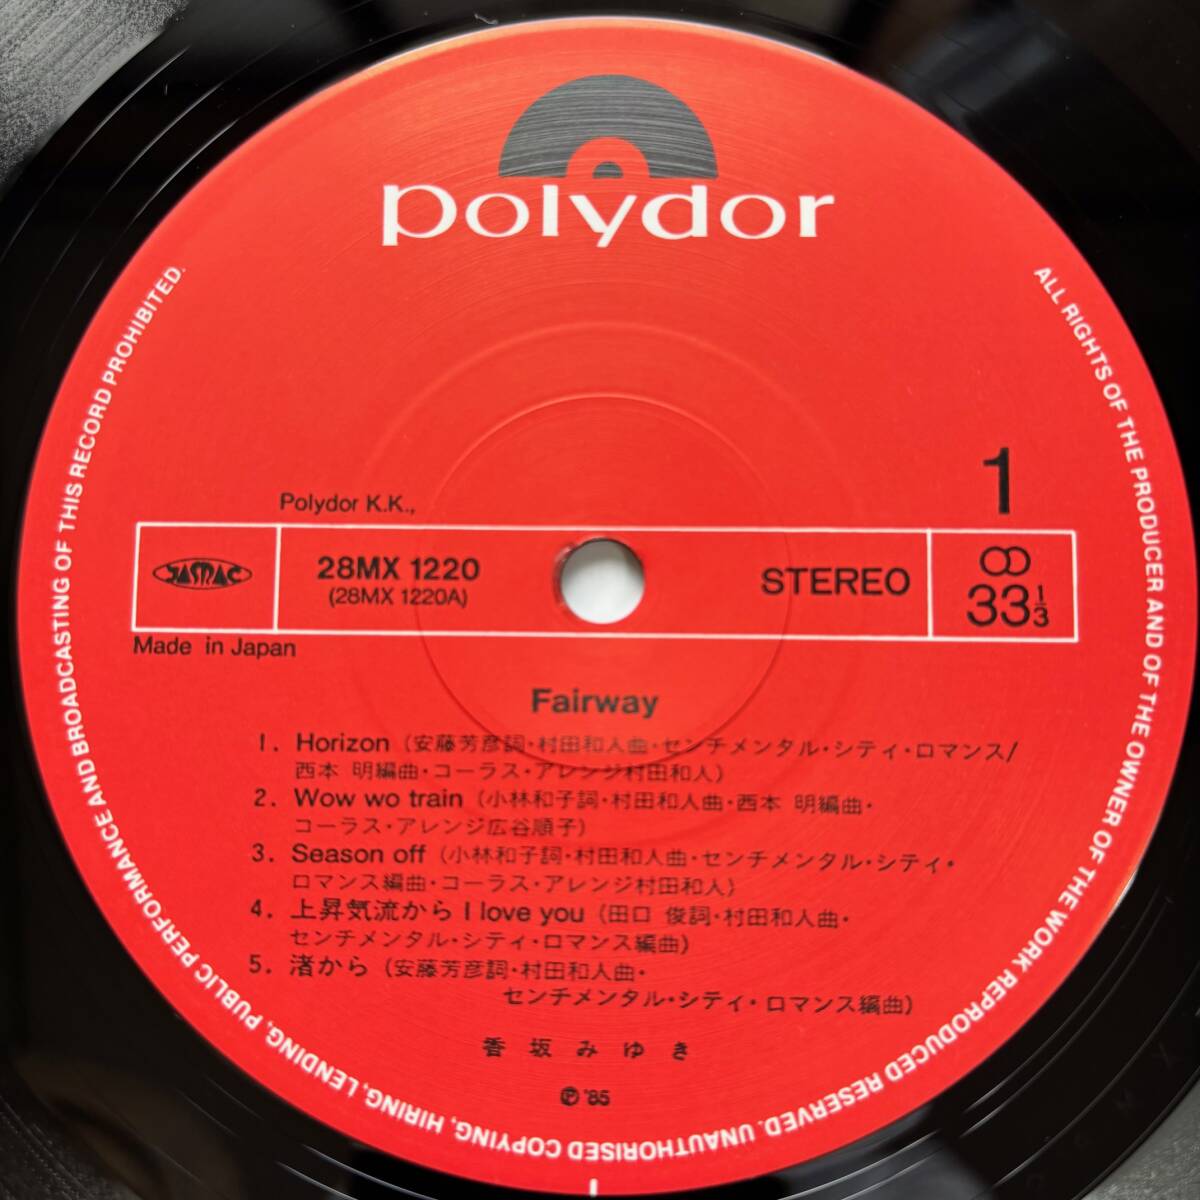 polydor
ALL RIGHTS OF THE PRODUCER AND OF THE OWNER OF THE WORK REPRODUCED RESERVED. UNAUTHORISED COPYING, HIRING, LENDING, PUBLIC PERFORMANCE AND BROADCASTING OF THIS RECORD PROHIBITED.
1
Polydor K.K.,
JASRAC
28MX 1220
(28MX 1220A)
STEREO
33⅓
Made in Japan
Fairway
1. Horizon (安藤芳彦詞・村田和人曲・センチメンタル・シティ・ロマンス/
西本 明編曲・コーラス・アレンジ村田和人)
2. Wow wo train (小林和子詞・村田和人曲・西本 明編曲・
コーラス・アレンジ広谷順子)
3. Season off (小林和子詞・村田和人曲・センチメンタル・シティ・
ロマンス編曲・コーラス・アレンジ村田和人)
4. 上昇気流から I love you (田口 俊詞・村田和人曲・
センチメンタル・シティ・ロマンス編曲)
5. 渚から (安藤芳彦詞・村田和人曲・
センチメンタル・シティ・ロマンス編曲)
香坂みゆき
Ⓟ '85